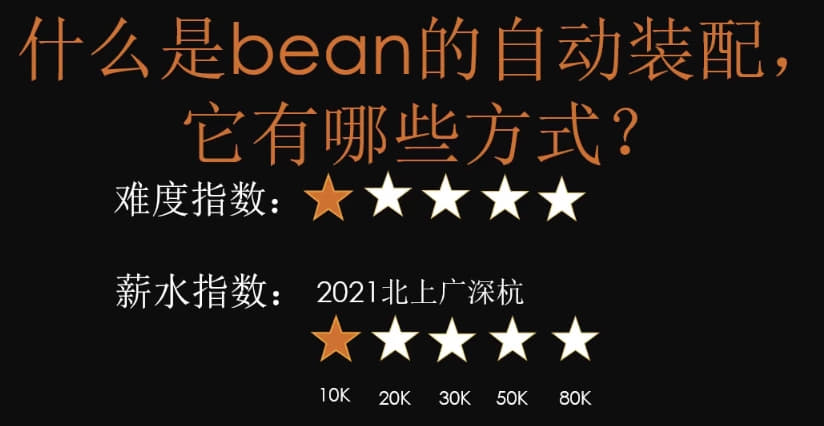 什么是bean的自动装配，
它有哪些方式？
难度指数：
薪水指数： 2021北上广深杭
10K 20K 30K 50K 80K